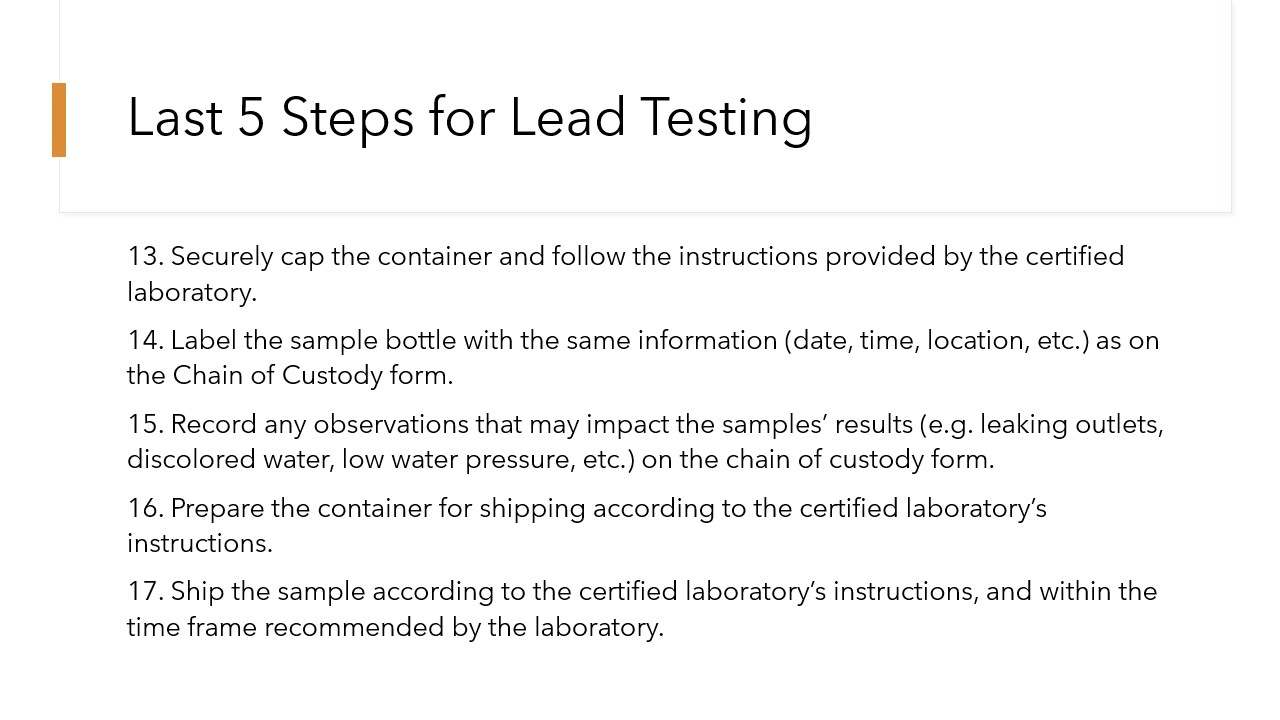 Last 5 Steps for Lead Testing
13. Securely cap the container and follow the instructions provided by the certified
laboratory.
14. Label the sample bottle with the same information (date, time, location, etc.) as on
the Chain of Custody form.
15. Record any observations that may impact the samples’ results (e.g. leaking outlets,
discolored water, low water pressure, etc.) on the chain of custody form.
16. Prepare the container for shipping according to the certified laboratory’s
instructions.
17. Ship the sample according to the certified laboratory’s instructions, and within the
time frame recommended by the laboratory.